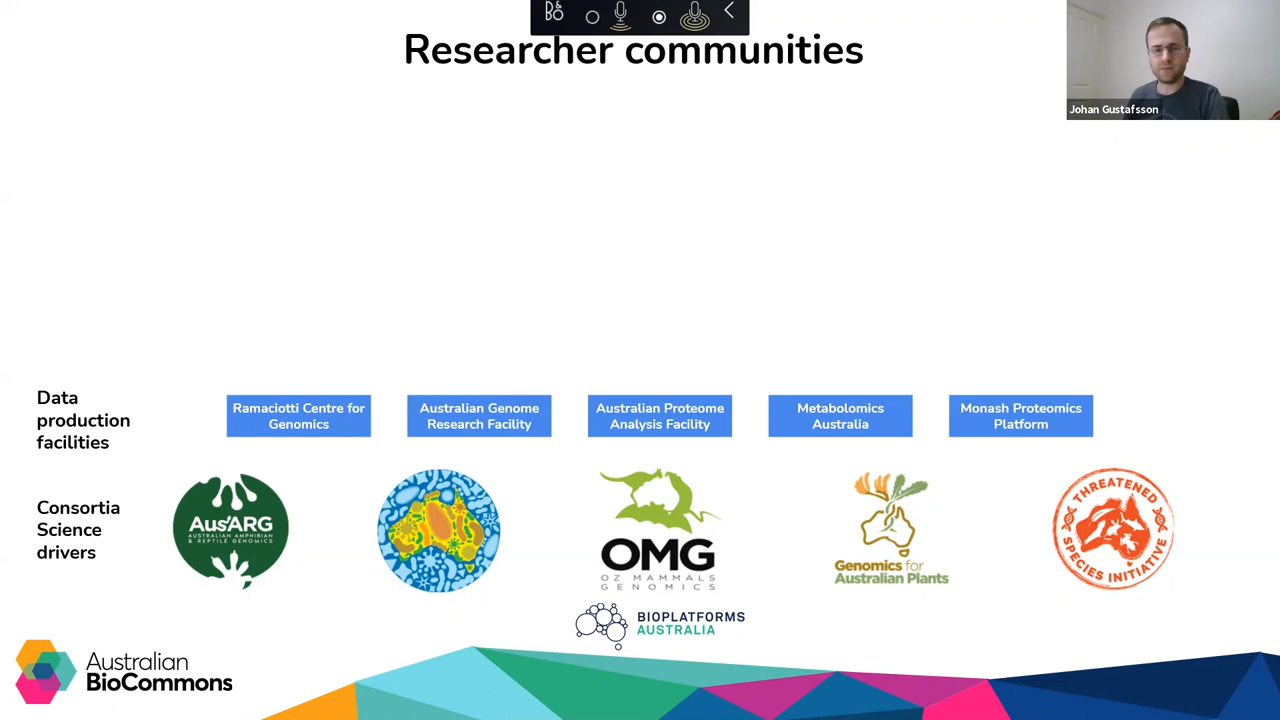 B&O
Researcher communities
Johan Gustafsson
Data
production
facilities
Ramaciotti Centre for
Genomics
Australian Genome
Research Facility
Australian Proteome
Analysis Facility
Metabolomics
Australia
Monash Proteomics
Platform
Consortia
Science
drivers
Aus'ARG
AUSTRALIAN AMPHIBIAN
& REPTILE GENOMICS
OMG
OZ MAMMALS
GENOMICS
Genomics for
Australian Plants
THREATENED
SPECIES INITIATIVE
BIOPLATFORMS
AUSTRALIA
Australian
BioCommons